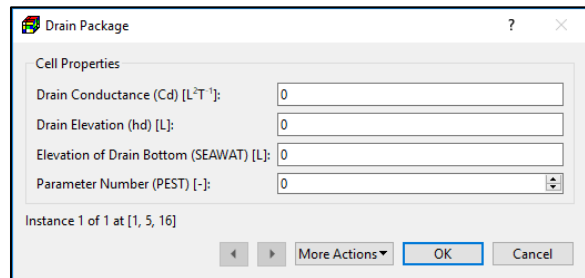 Drain Package ?
Cell Properties
Drain Conductance (Cd) [L²T⁻¹]: 0
Drain Elevation (hd) [L]: 0
Elevation of Drain Bottom (SEAWAT) [L]: 0
Parameter Number (PEST) [-]: 0
Instance 1 of 1 at [1, 5, 16]
More Actions OK Cancel